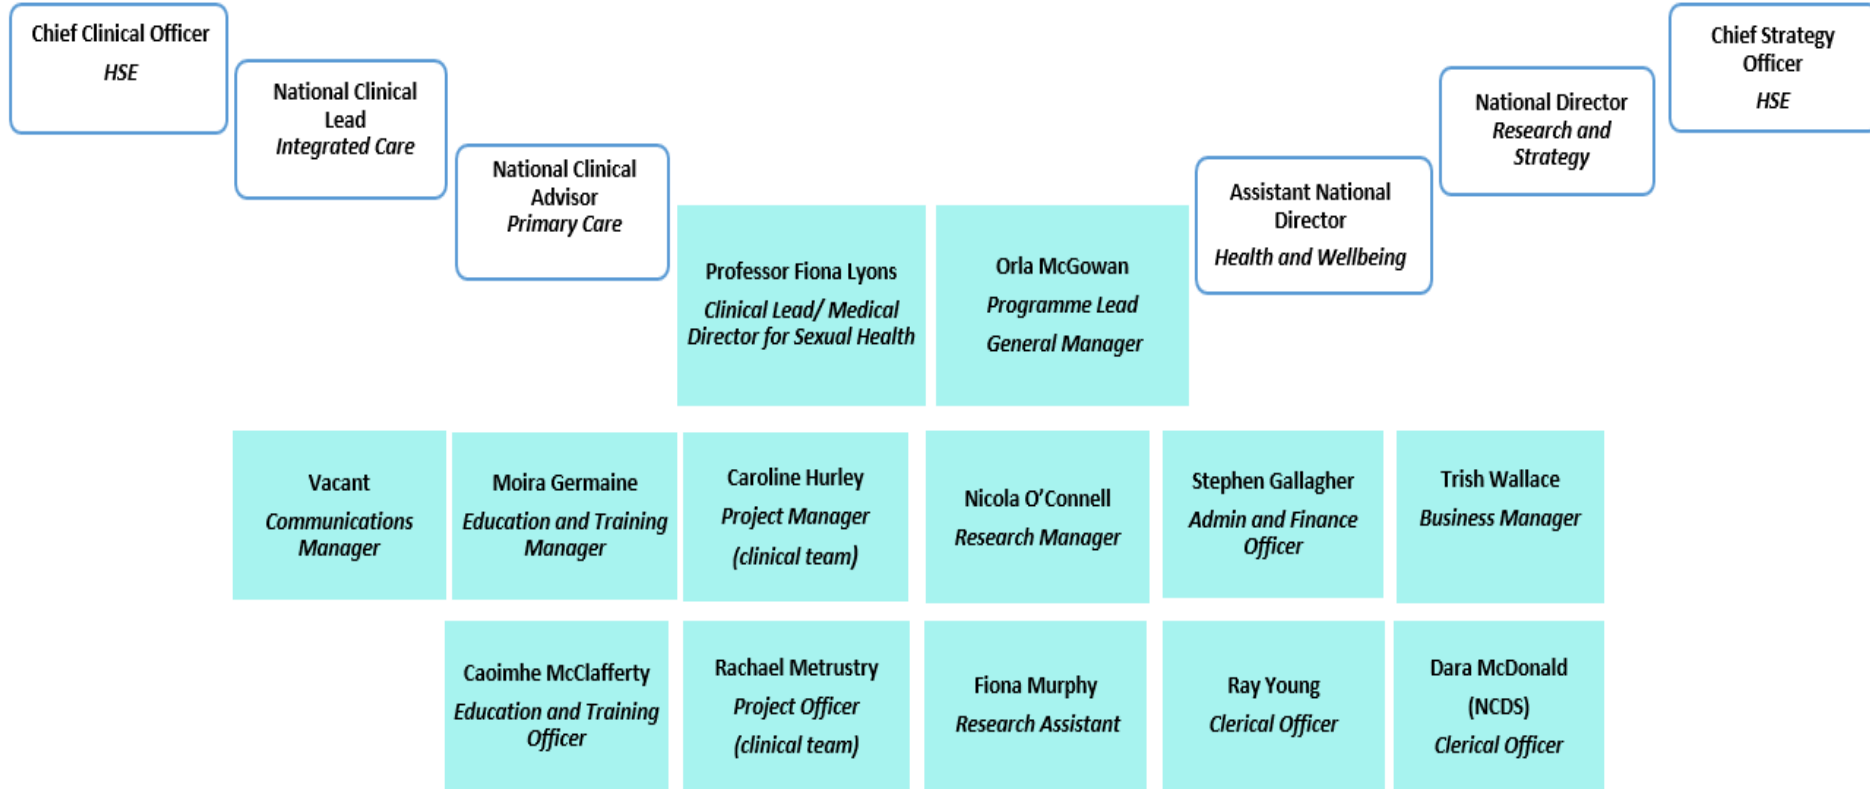 Chief Clinical Officer
HSE
National Clinical
Lead
Integrated Care
National Clinical
Advisor
Primary Care
Professor Fiona Lyons
Clinical Lead/ Medical
Director for Sexual Health
Orla McGowan
Programme Lead
General Manager
Assistant National
Director
Health and Wellbeing
National Director
Research and
Strategy
Chief Strategy
Officer
HSE
Vacant
Communications
Manager
Moira Germaine
Education and Training
Manager
Caroline Hurley
Project Manager
(clinical team)
Nicola O’Connell
Research Manager
Stephen Gallagher
Admin and Finance
Officer
Trish Wallace
Business Manager
Caoimhe McClafferty
Education and Training
Officer
Rachael Metrustry
Project Officer
(clinical team)
Fiona Murphy
Research Assistant
Ray Young
Clerical Officer
Dara McDonald
(NCDS)
Clerical Officer